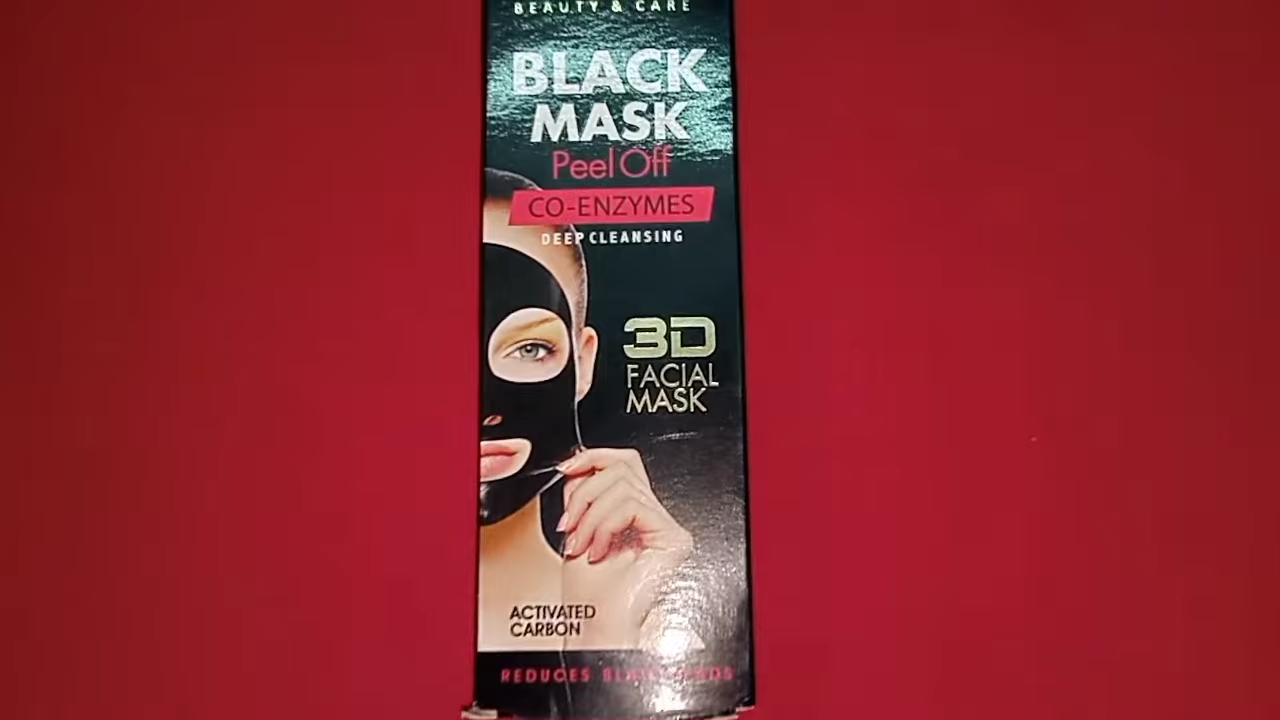 BEAUTY & CARE
BLACK
MASK
Peel Off
CO-ENZYMES
DEEP CLEANSING
3D
FACIAL
MASK
ACTIVATED
CARBON
REDUCES